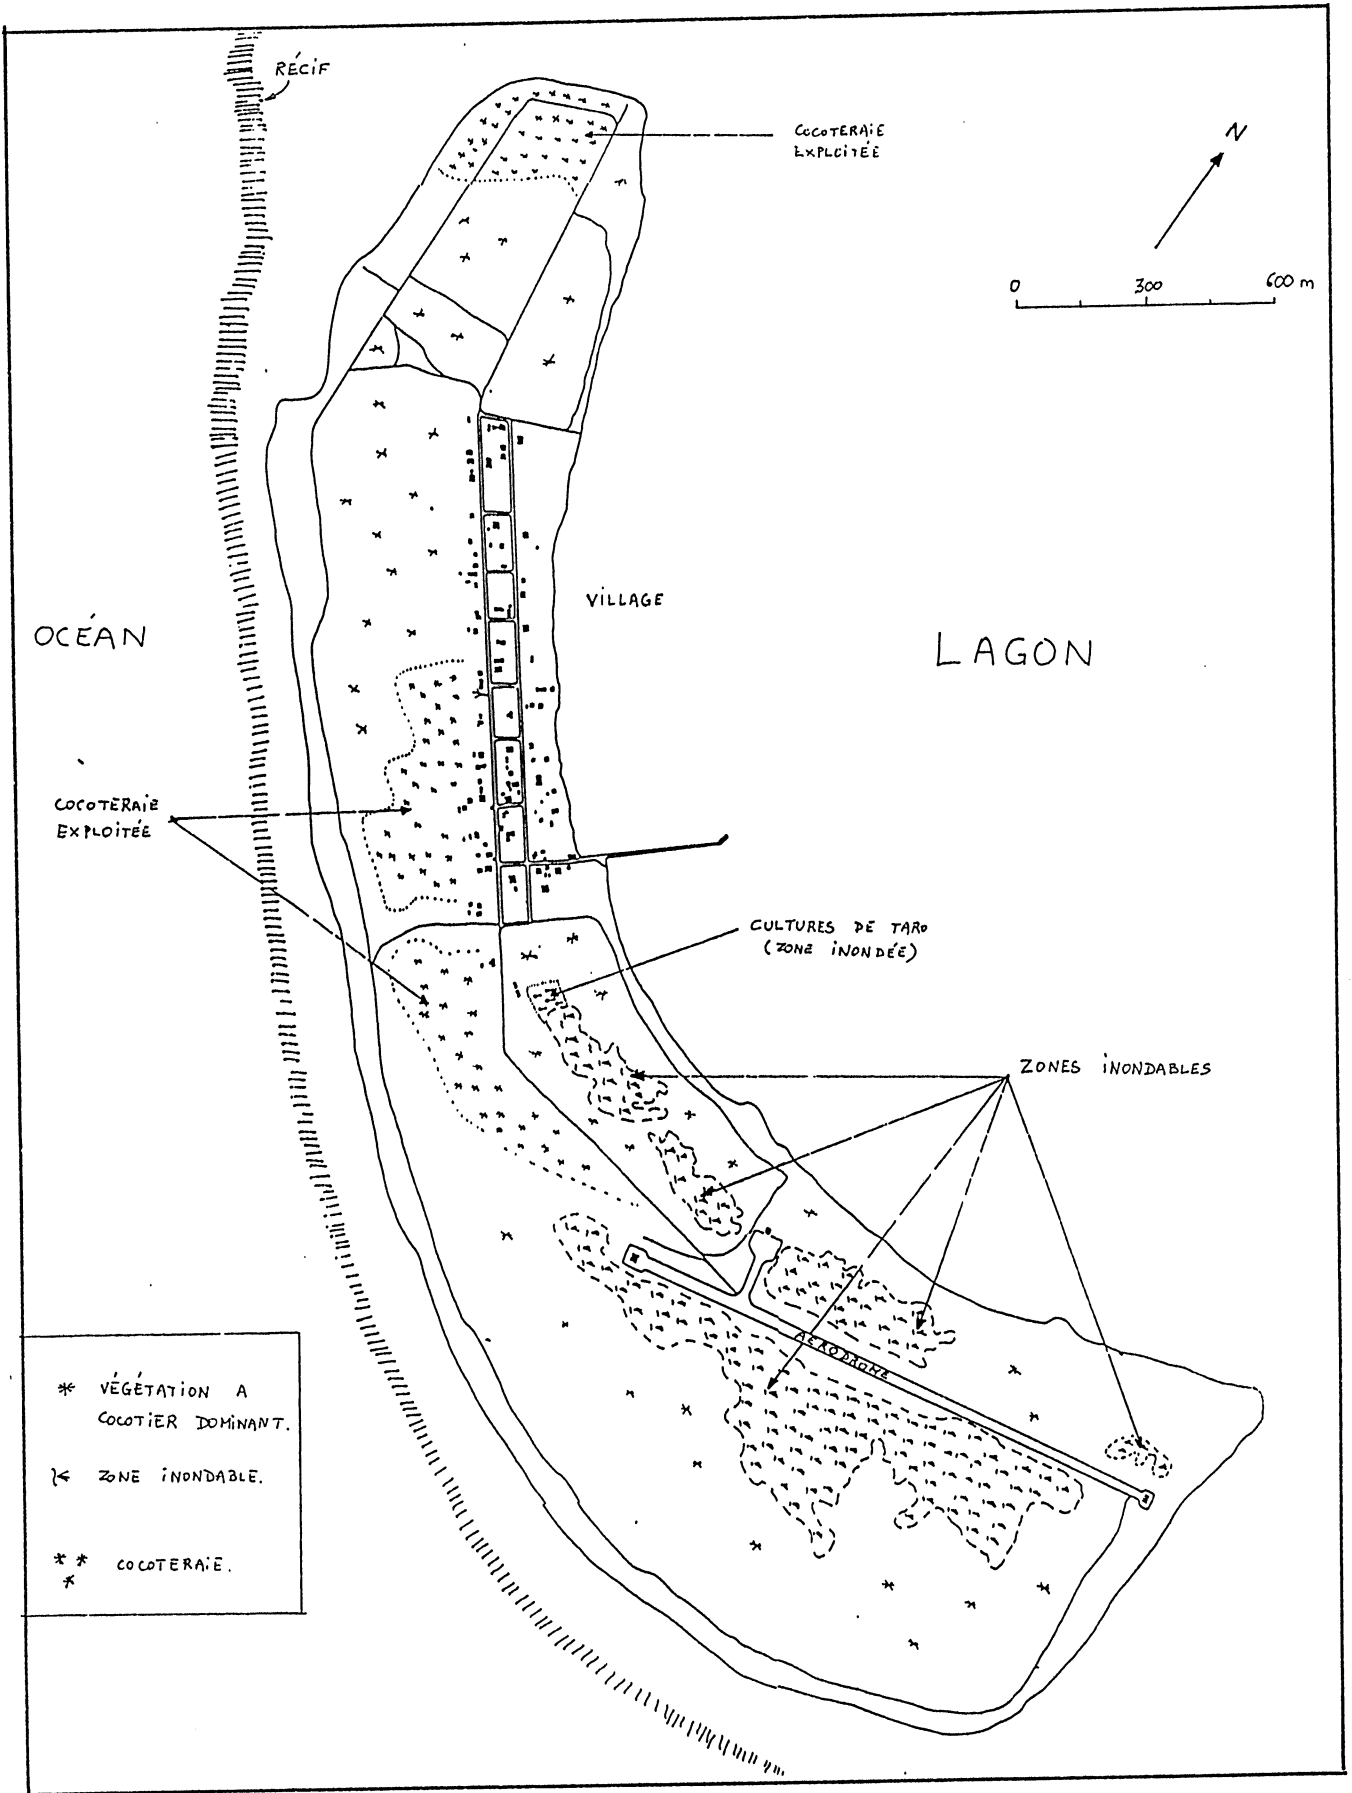 RÉCIF
COCOTERAIE
EXPLOITÉE
N
0 300 600 m
VILLAGE
OCÉAN
LAGON
COCOTERAIE
EXPLOITÉE
CULTURES DE TARO
(ZONE INONDÉE)
ZONES INONDABLES
AERODROME
VÉGÉTATION A
COCOTIER DOMINANT.
ZONE INONDABLE.
COCOTERAIE.